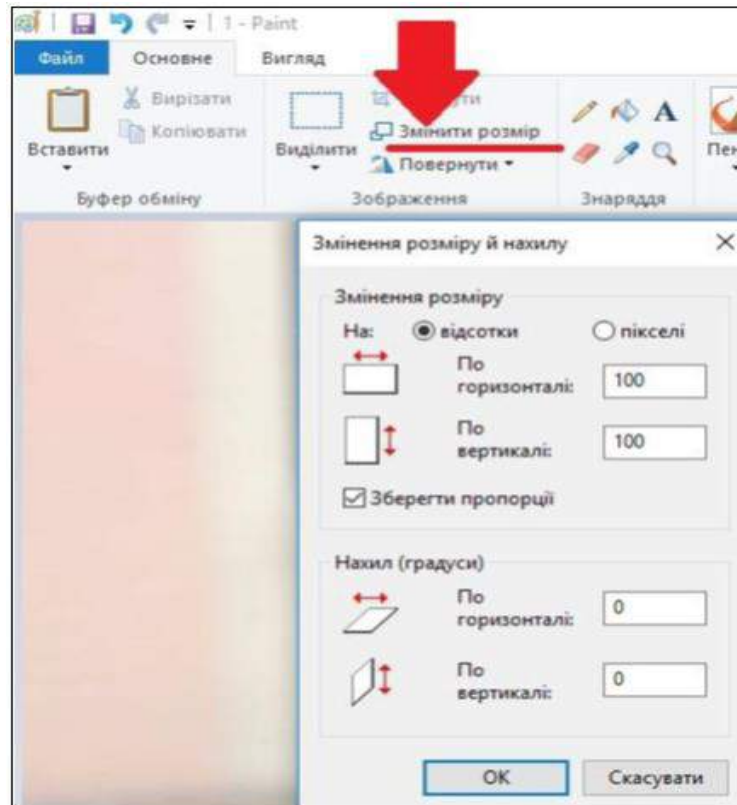 1 - Paint
Файл Основне Вигляд
Вирізати
Копіювати
Вставити
Буфер обміну
Виділити
Змінити розмір
Повернути
Зображення
A
Знаряддя
Змінення розміру й нахилу
Змінення розміру
На: відсотки пікселі
По
горизонталі:
100
По
вертикалі:
100
Зберегти пропорції
Нахил (градуси)
По
горизонталі:
0
По
вертикалі:
0
OK Скасувати